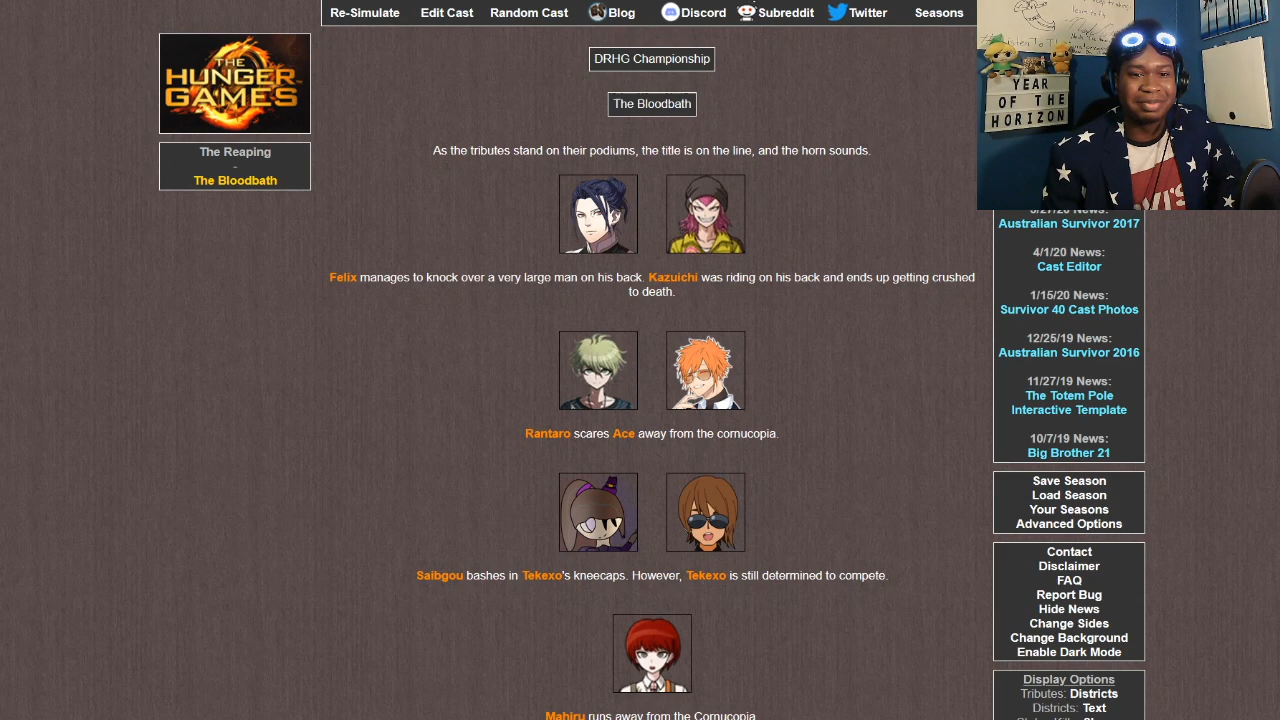 Re-Simulate Edit Cast Random Cast Blog Discord Subreddit Twitter Seasons
THE
HUNGER
GAMES
The Reaping
-
The Bloodbath
DRHG Championship
The Bloodbath
As the tributes stand on their podiums, the title is on the line, and the horn sounds.
Felix manages to knock over a very large man on his back. Kazuichi was riding on his back and ends up getting crushed
to death.
Rantaro scares Ace away from the cornucopia.
Saibgou bashes in Tekexo's kneecaps. However, Tekexo is still determined to compete.
Mahiru runs away from the Cornucopia
YEAR
OF THE
HORIZON
3/27/20 News:
Australian Survivor 2017
4/1/20 News:
Cast Editor
1/15/20 News:
Survivor 40 Cast Photos
12/25/19 News:
Australian Survivor 2016
11/27/19 News:
The Totem Pole
Interactive Template
10/7/19 News:
Big Brother 21
Save Season
Load Season
Your Seasons
Advanced Options
Contact
Disclaimer
FAQ
Report Bug
Hide News
Change Sides
Change Background
Enable Dark Mode
Display Options
Tributes: Districts
Districts: Text